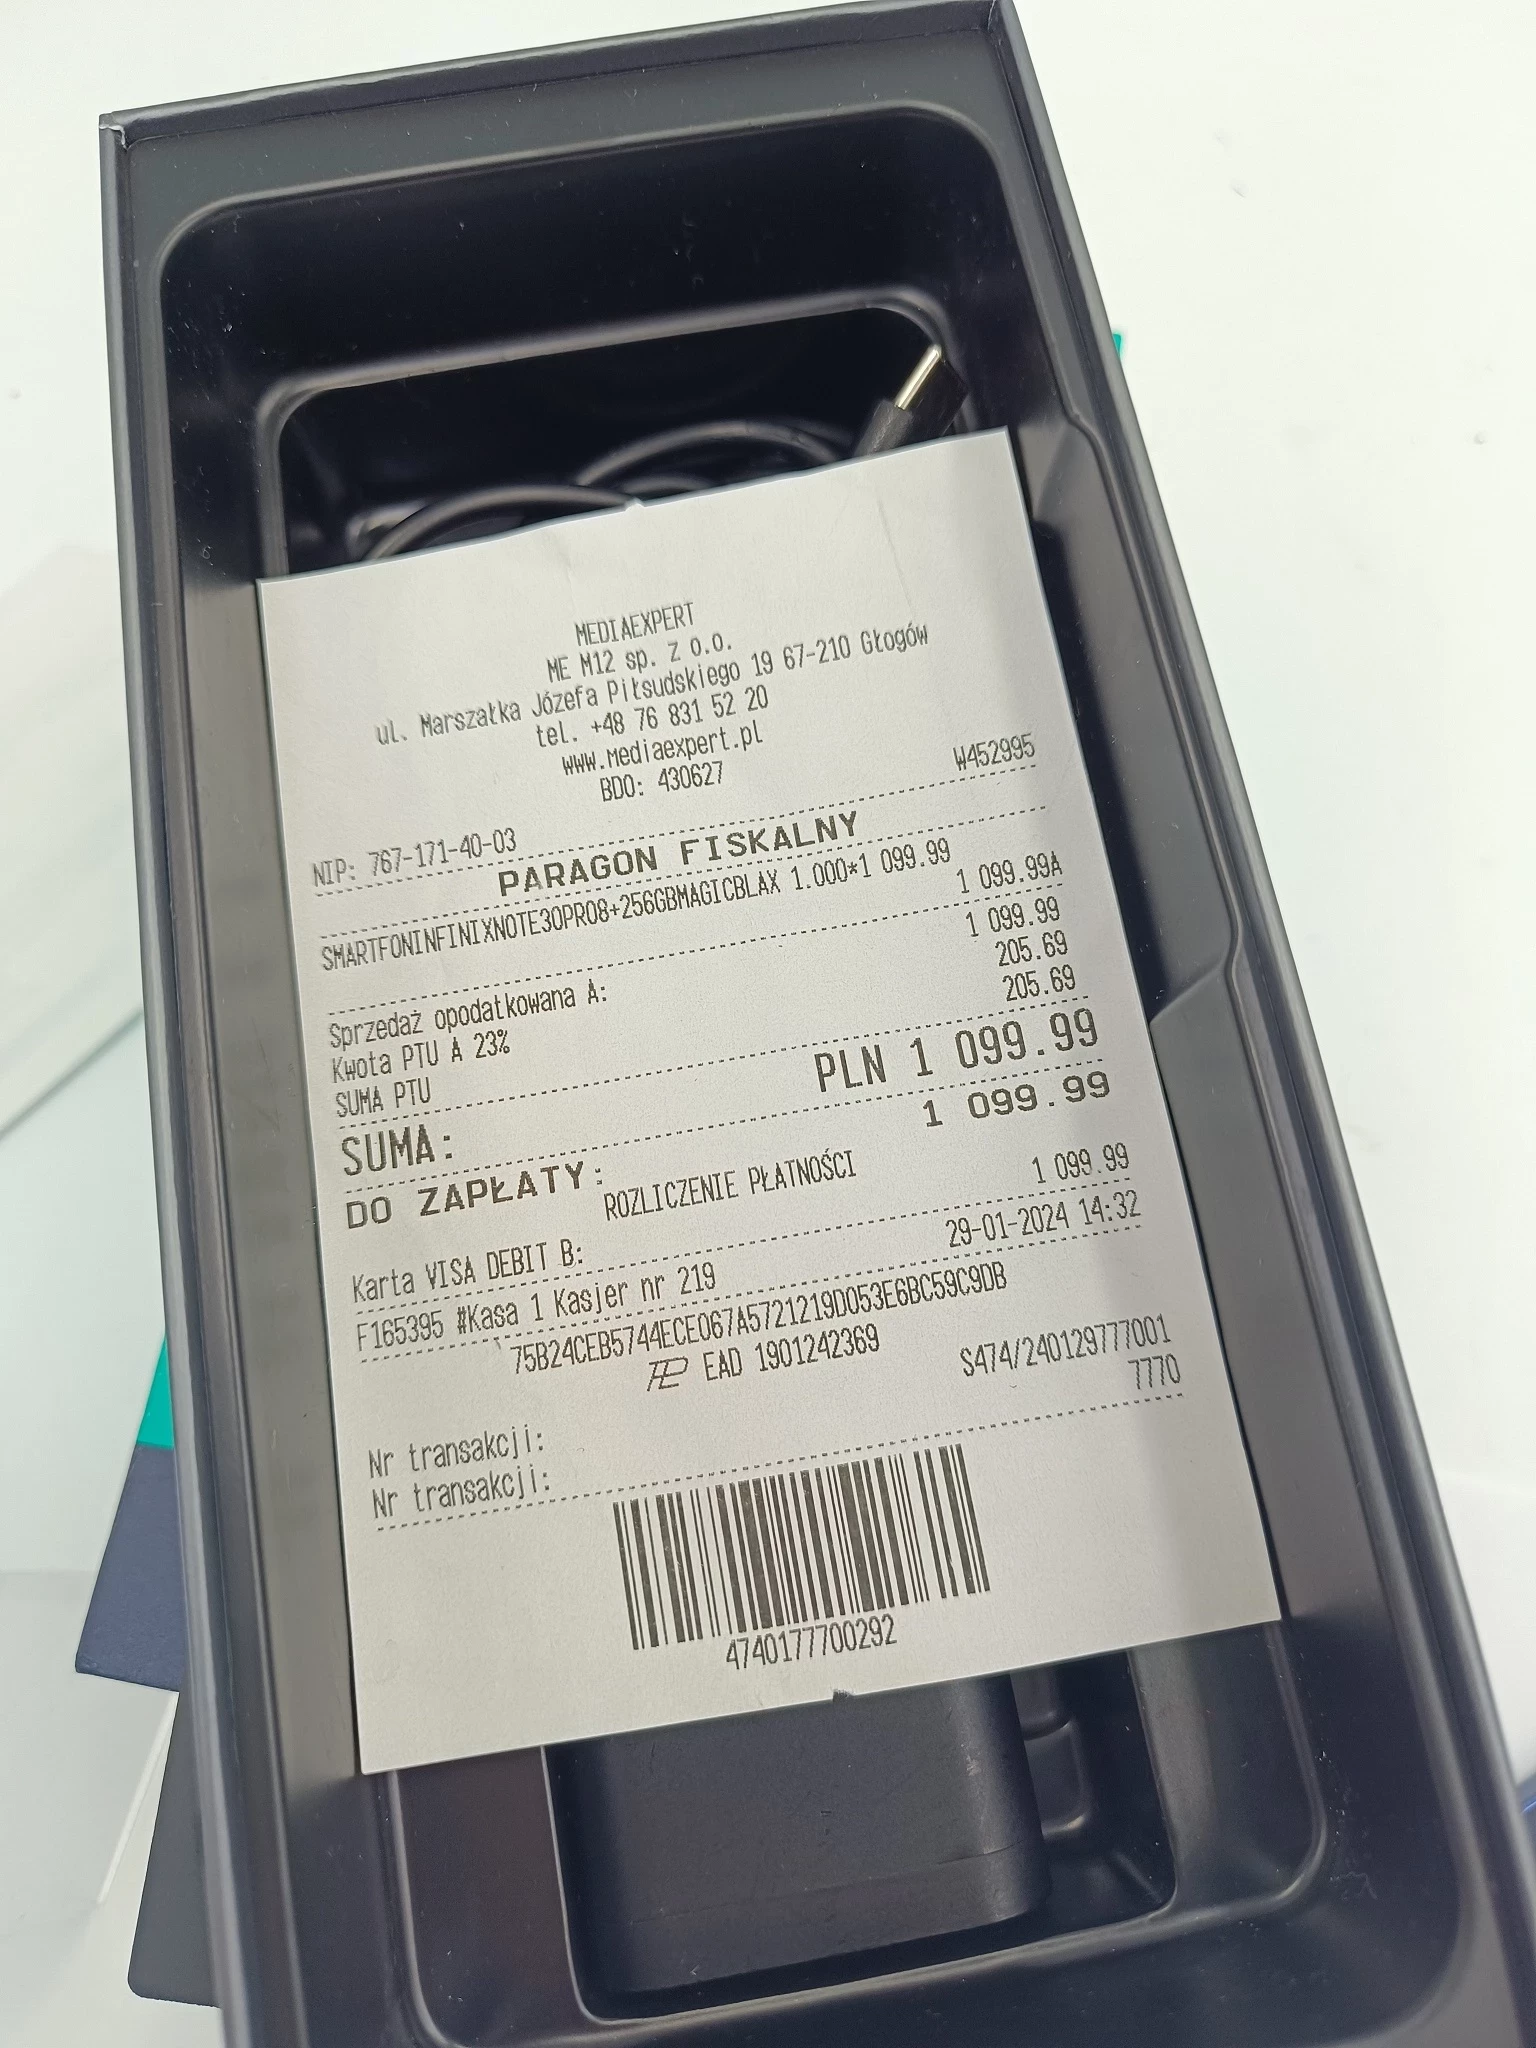 MEDIAEXPERT
ME M12 sp. z o.o.
ul. Marszałka Józefa Piłsudskiego 19 67-210 Głogów
tel. +48 76 831 52 20
www.mediaexpert.pl
BDO: 430627
NIP: 767-171-40-03 W452995
PARAGON FISKALNY
SMARTFONINFINIXNOTE30PRO8+256GBMAGICBLAX 1.000*1 099.99
1 099.99A
Sprzedaż opodatkowana A: 1 099.99
Kwota PTU A 23% 205.69
SUMA PTU 205.69
SUMA: PLN 1 099.99
DO ZAPŁATY: 1 099.99
ROZLICZENIE PŁATNOŚCI
Karta VISA DEBIT B: 1 099.99
F165395 #Kasa 1 Kasjer nr 219 29-01-2024 14:32
75B24CEB5744ECE067A5721219D053E6BC59C9DB
EAD 1901242369
Nr transakcji: S474/240129777001
Nr transakcji: 7770
4740177700292